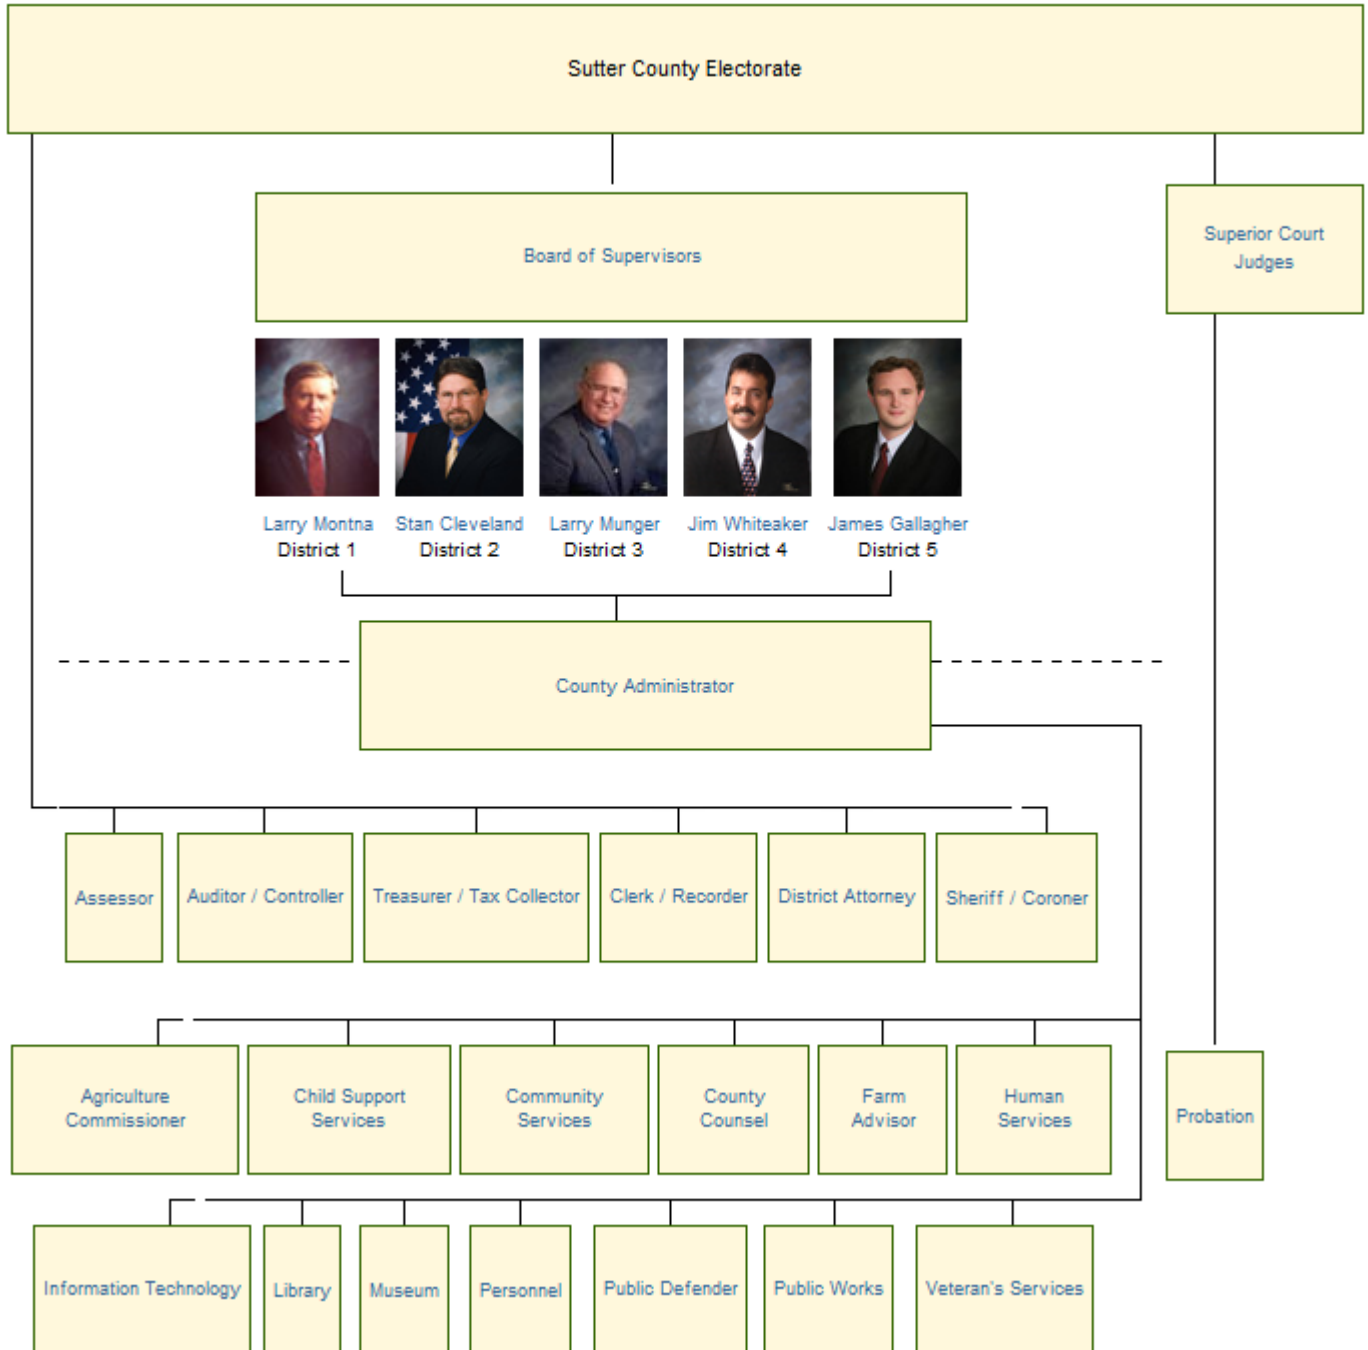 Sutter County Electorate
Board of Supervisors
Superior Court
Judges
Larry Montna
District 1
Stan Cleveland
District 2
Larry Munger
District 3
Jim Whiteaker
District 4
James Gallagher
District 5
County Administrator
Assessor
Auditor / Controller
Treasurer / Tax Collector
Clerk / Recorder
District Attorney
Sheriff / Coroner
Agriculture
Commissioner
Child Support
Services
Community
Services
County
Counsel
Farm
Advisor
Human
Services
Probation
Information Technology
Library
Museum
Personnel
Public Defender
Public Works
Veteran's Services